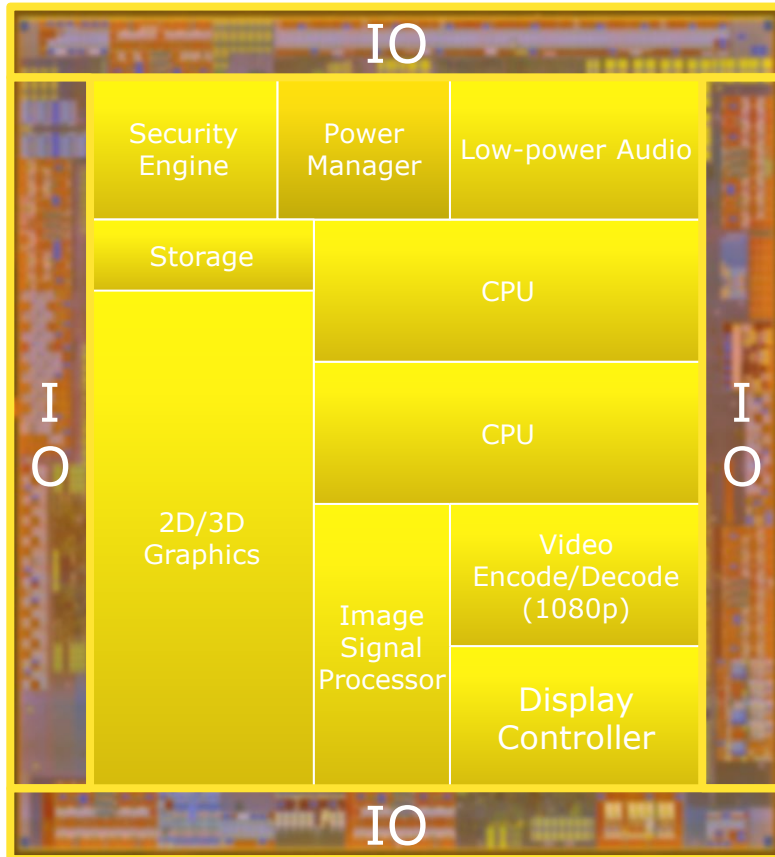 IO
Security
Engine
Power
Manager
Low-power Audio
Storage
CPU
I
O
CPU
I
O
2D/3D
Graphics
Image
Signal
Processor
Video
Encode/Decode
(1080p)
Display
Controller
IO